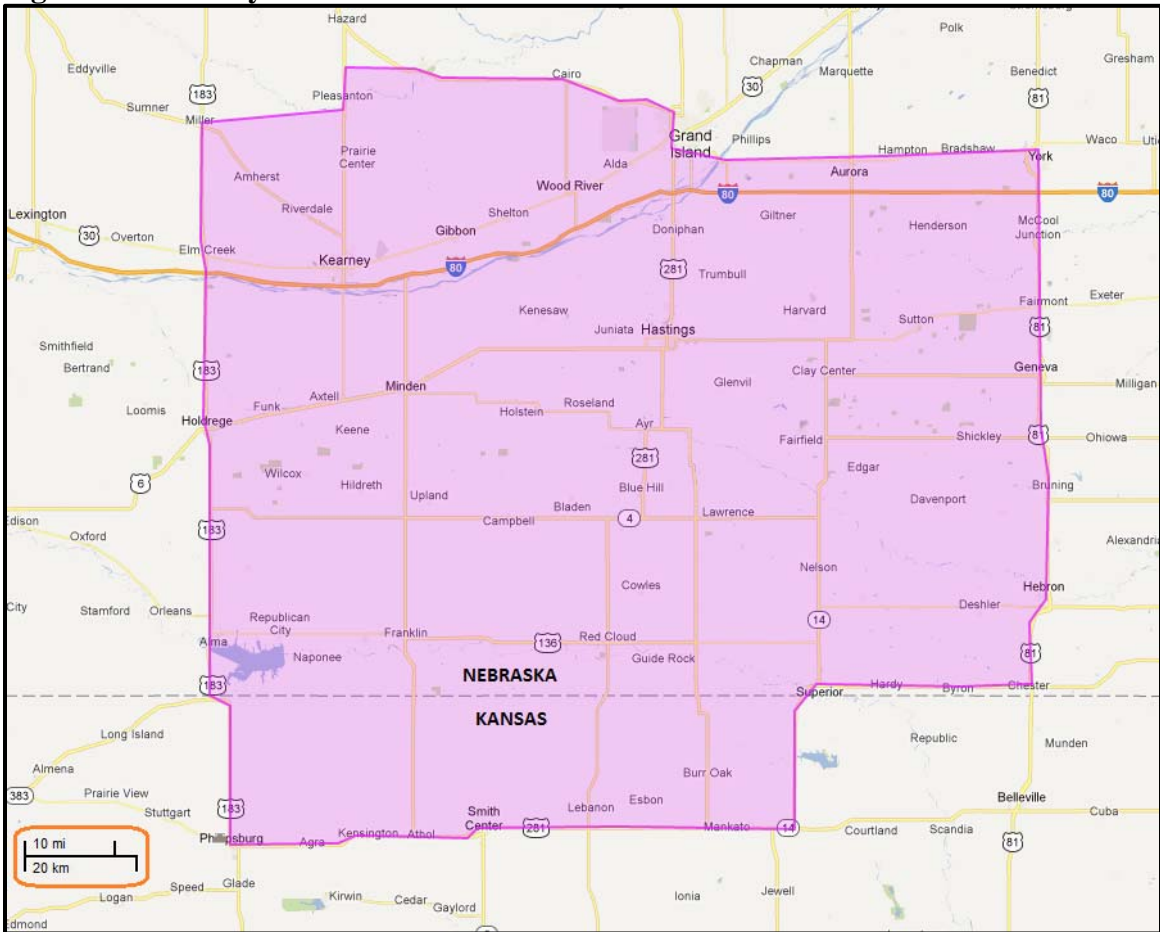 Hazard
Polk
Eddyville
Cairo
Chapman
Marquette
Benedict
Gresham
183
30
81
Pleasanton
Sumner
Miller
Grand
Island
Phillips
Waco
Hampton
Bradshaw
York
Prairie
Center
Alda
Aurora
Amherst
Wood River
80
80
Riverdale
Shelton
Giltner
Henderson
McCool
Junction
Lexington
30
Overton
Elm Creek
Gibbon
Doniphan
Kearney
80
281
Trumbull
Kenesaw
Harvard
Fairmont
Exeter
Juniata
Hastings
Sutton
81
Smithfield
Bertrand
183
Clay Center
Geneva
Minden
Glenvil
Milligan
Loomis
Funk
Axtell
Holstein
Roseland
Holdrege
Keene
Ayr
Fairfield
Shickley
81
Ohiowa
6
Wilcox
Hildreth
281
Edgar
Upland
Blue Hill
Davenport
Bruning
Bladen
Lawrence
183
Campbell
4
Oxford
Nelson
Cowles
Hebron
City
Stamford
Orleans
Republican
City
Deshler
14
Alma
Franklin
136
Red Cloud
Naponee
Guide Rock
81
NEBRASKA
183
Superior
Hardy
Byron
Chester
KANSAS
Long Island
Republic
Munden
Almena
Burr Oak
383
Prairie View
183
Esbon
Belleville
Stuttgart
Smith
Center
Lebanon
Cuba
Phillipsburg
Agra
Kensington
Athol
281
Mankato
14
Courtland
Scandia
81
10 mi
20 km
Speed
Glade
Logan
Kirwin
Cedar
Gaylord
Ionia
Jewell